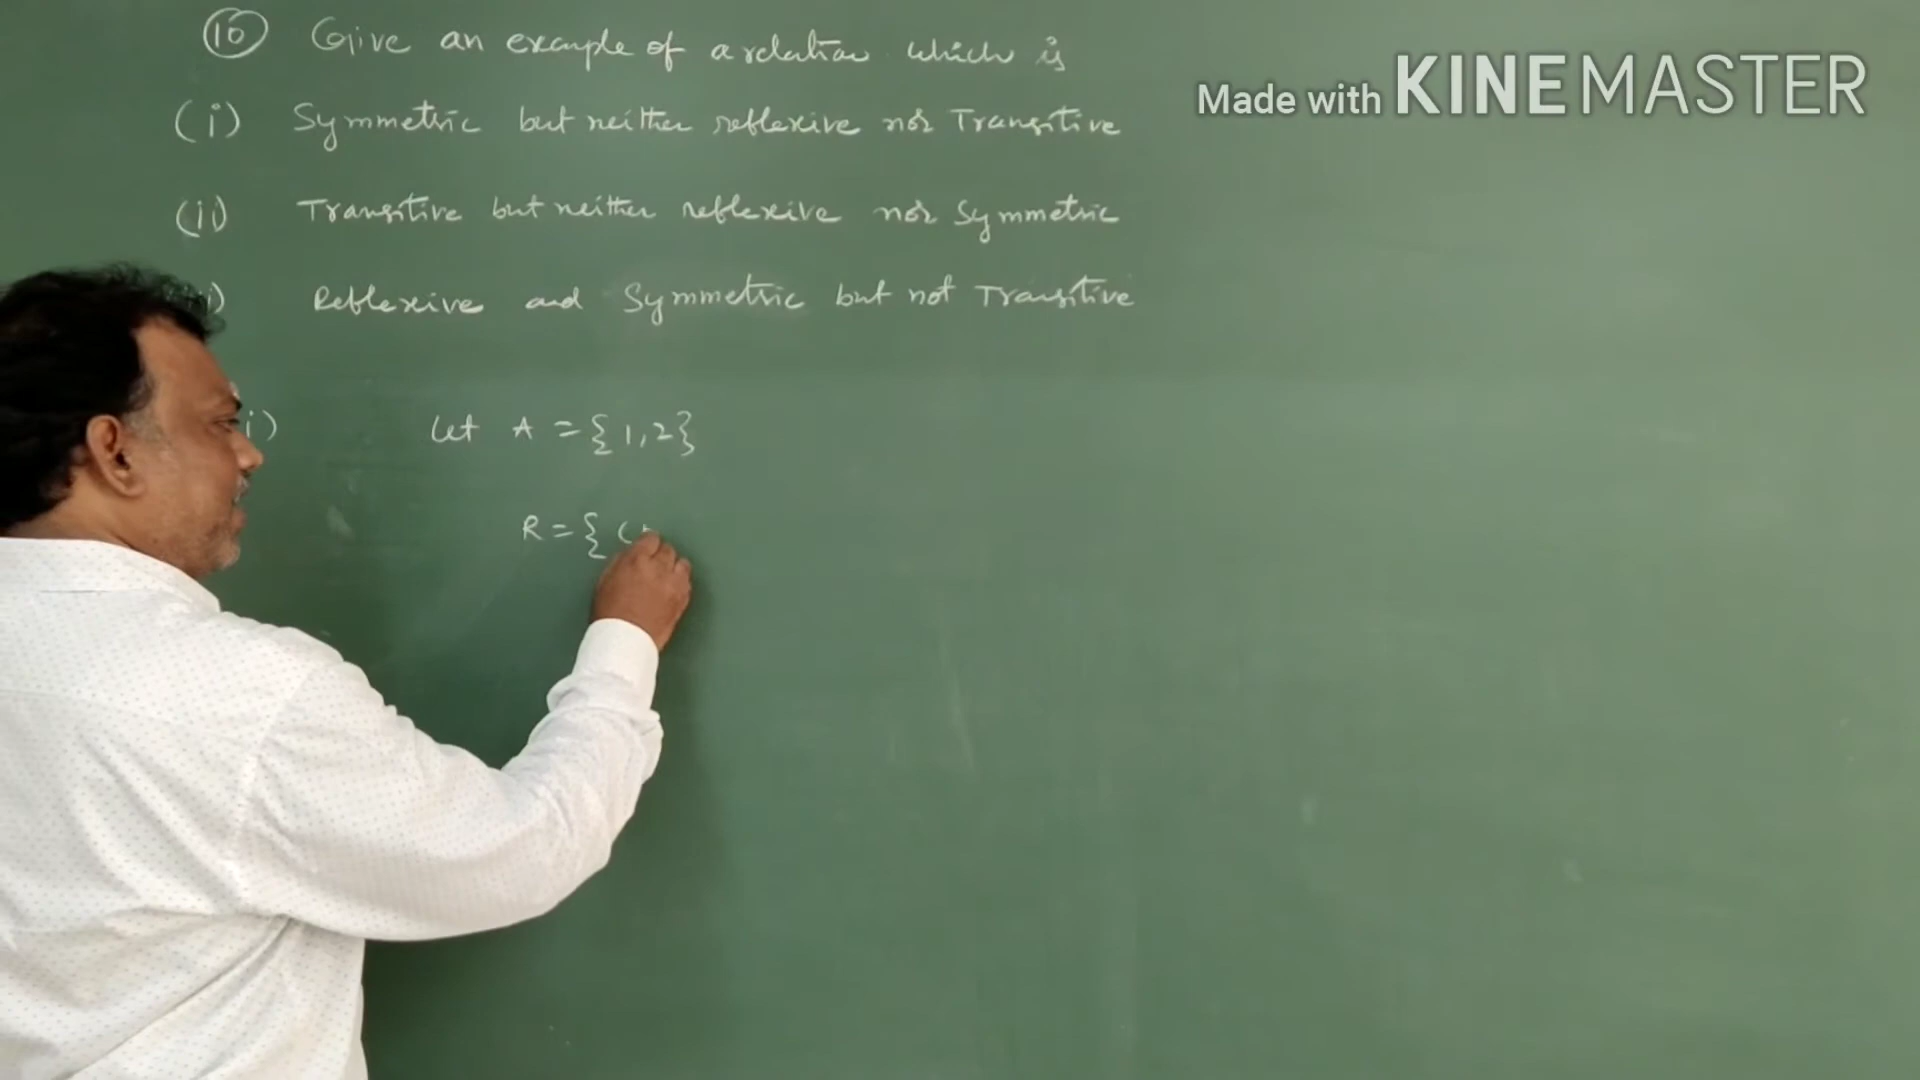 (10) Give an example of a relation which is
Made with KINEMASTER
(i) Symmetric but neither reflexive nor Transitive
(ii) Transitive but neither reflexive nor Symmetric
i) Reflexive and Symmetric but not Transitive
i) Let A = {1,2}
R = { (